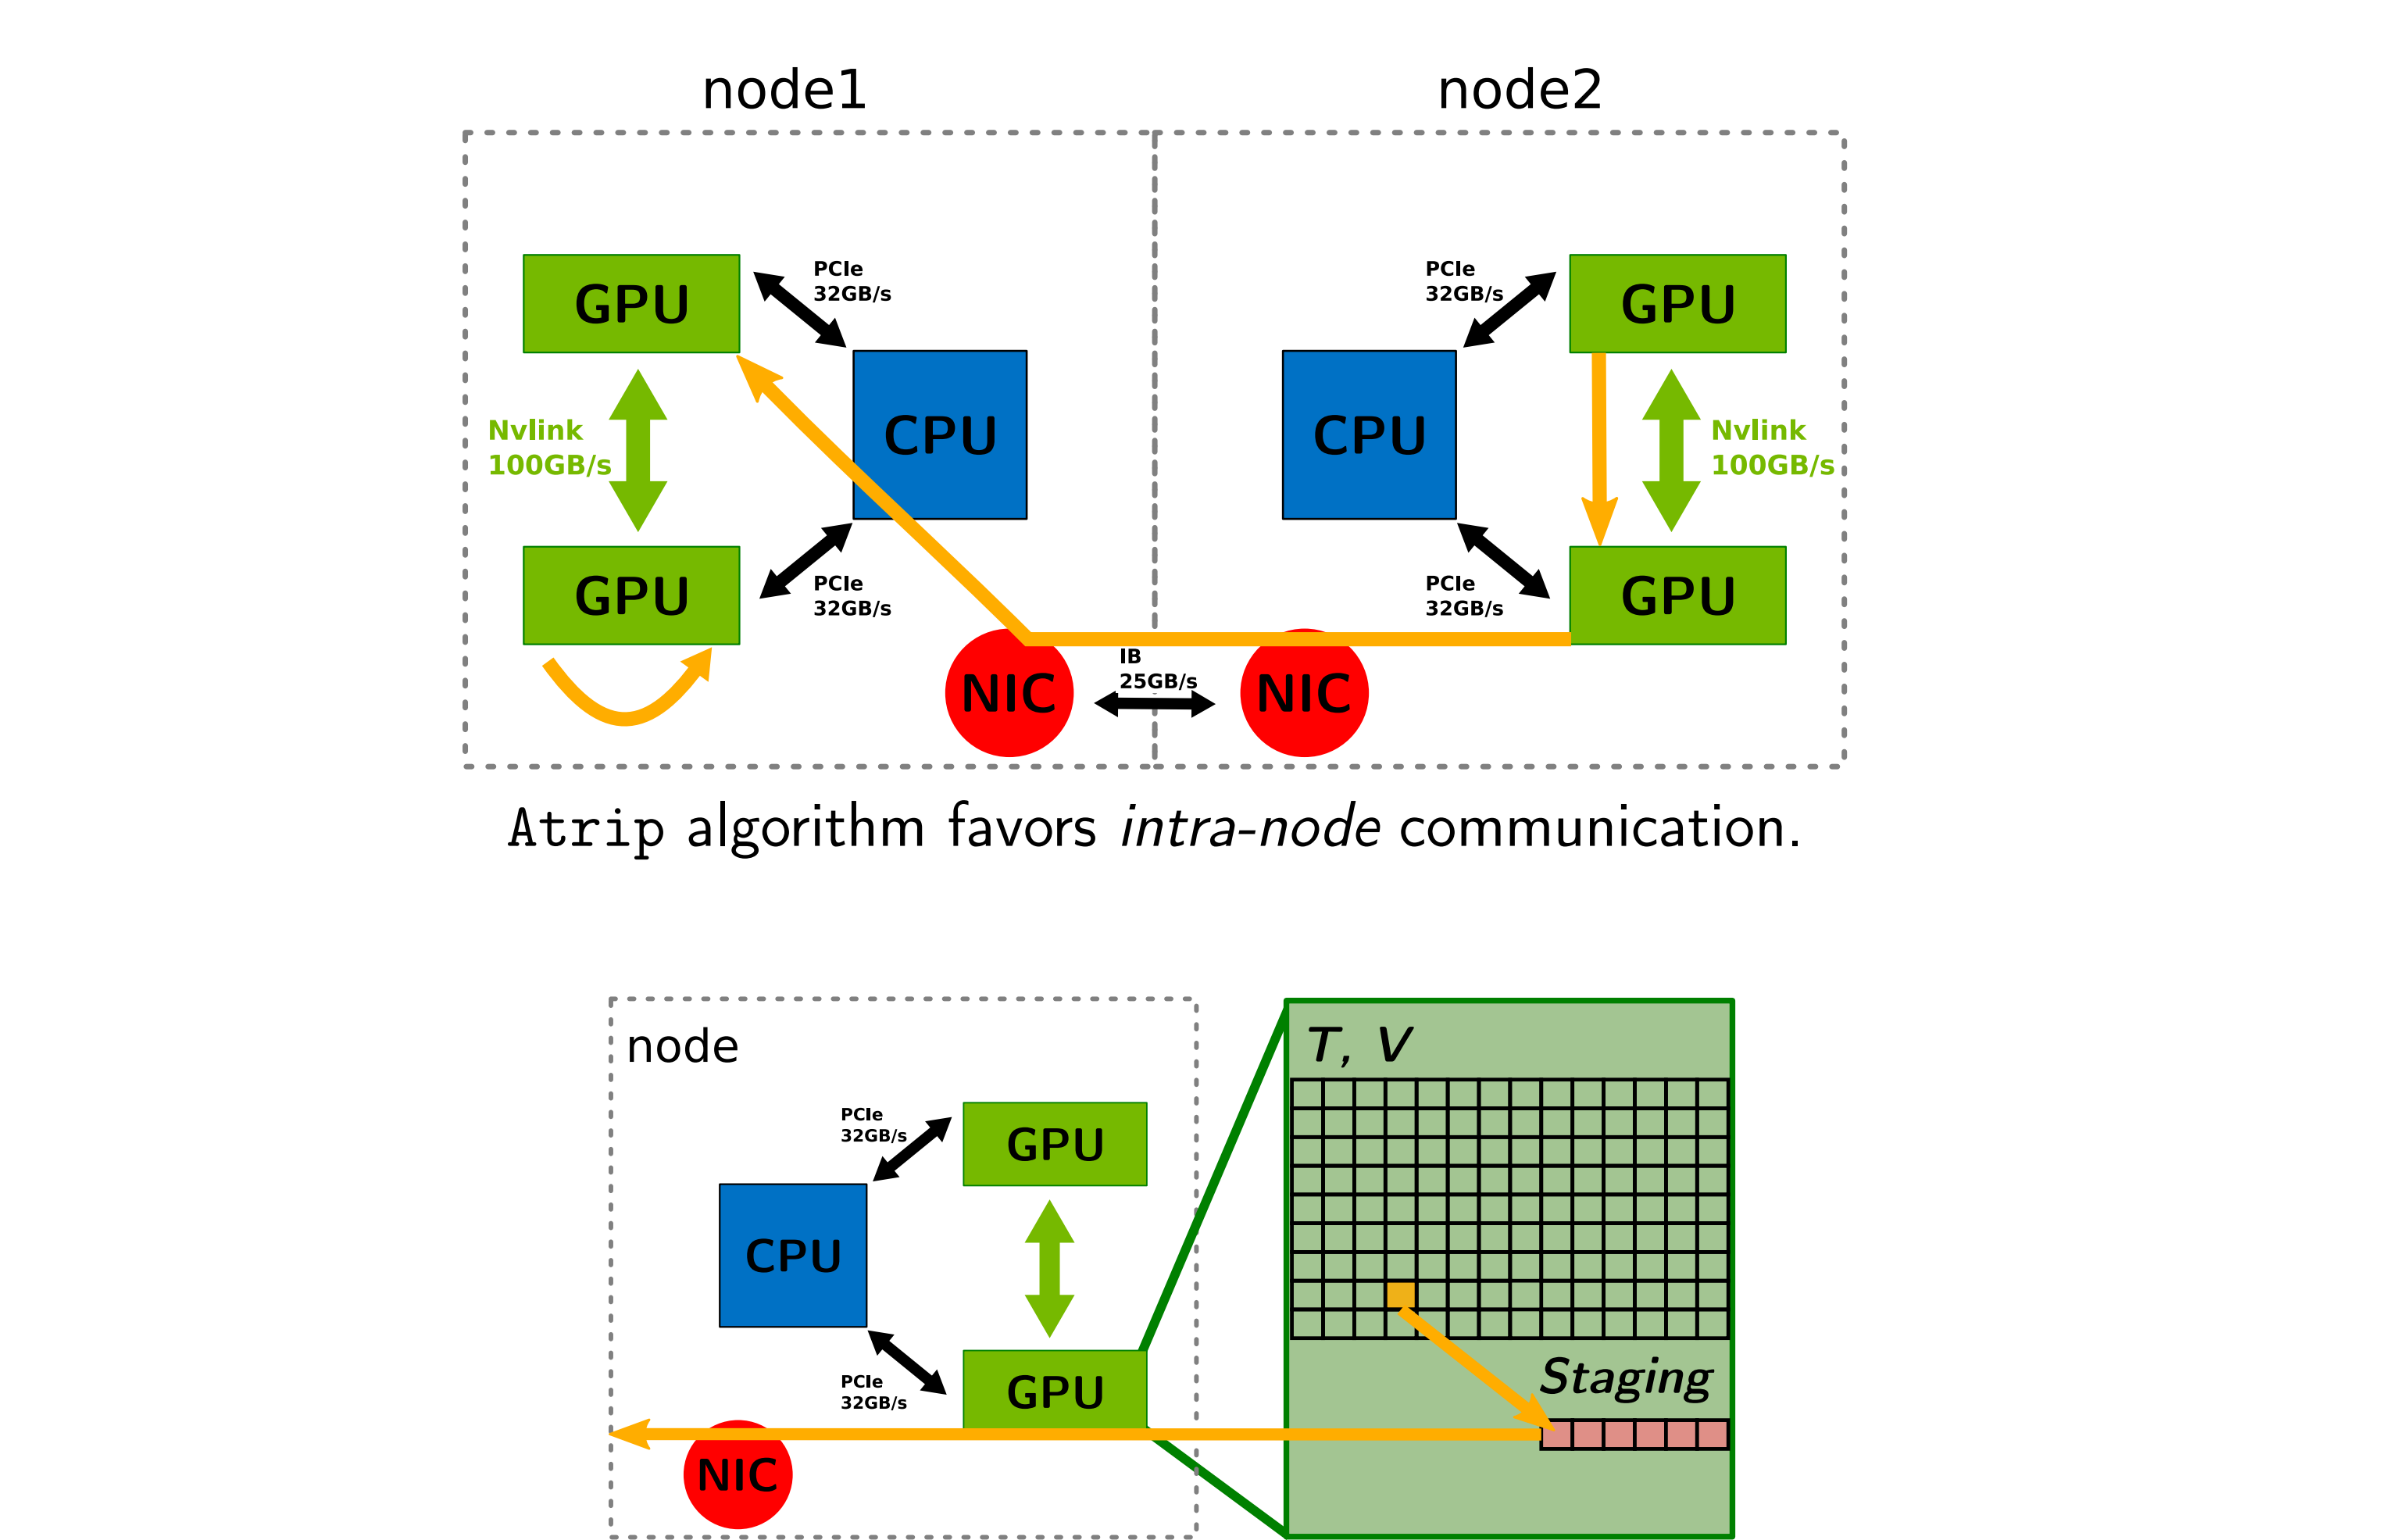 node1
node2
PCIe
32GB/s
PCIe
32GB/s
GPU
GPU
CPU
CPU
Nvlink
100GB/s
Nvlink
100GB/s
GPU
GPU
PCIe
32GB/s
PCIe
32GB/s
IB
25GB/s
NIC
NIC
Atrip algorithm favors intra-node communication.
node
T, V
PCIe
32GB/s
GPU
CPU
PCIe
32GB/s
GPU
Staging
NIC